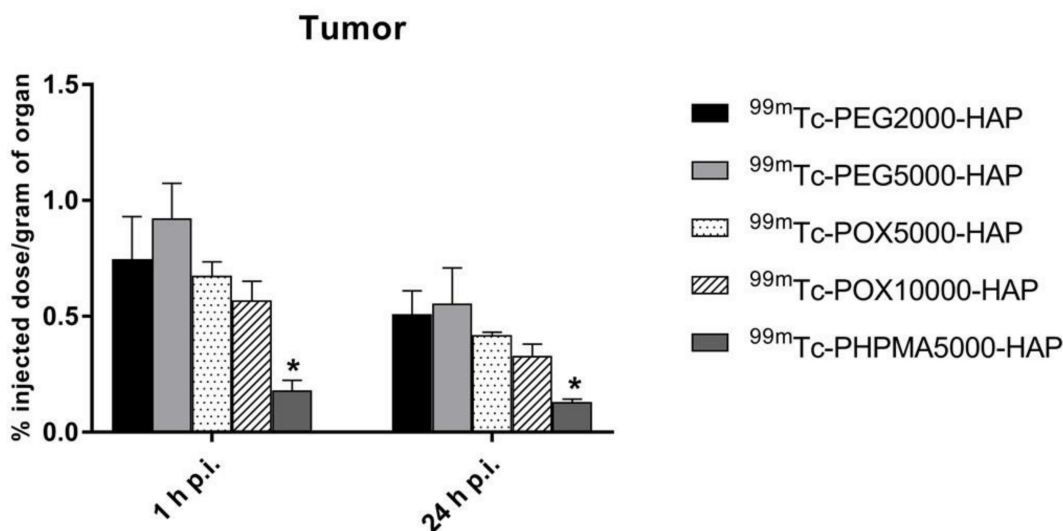 Tumor
% injected dose/gram of organ
1.5
1.0
0.5
0.0
*
*
1 h p.i.
24 h p.i.
99mTc-PEG2000-HAP
99mTc-PEG5000-HAP
99mTc-POX5000-HAP
99mTc-POX10000-HAP
99mTc-PHPMA5000-HAP